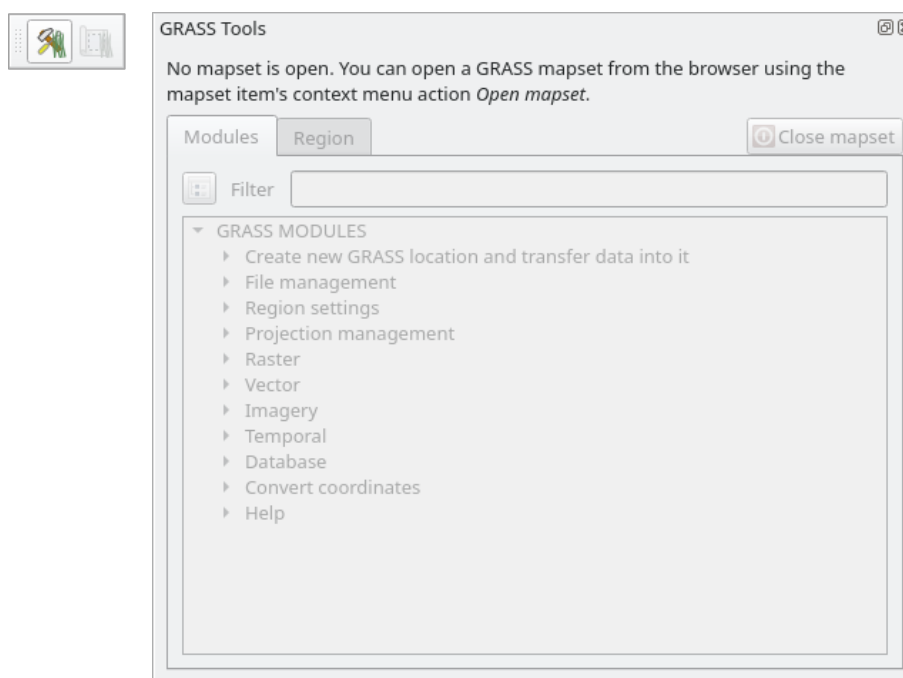 GRASS Tools
No mapset is open. You can open a GRASS mapset from the browser using the
mapset item's context menu action Open mapset.
Modules
Region
Close mapset
Filter
GRASS MODULES
Create new GRASS location and transfer data into it
File management
Region settings
Projection management
Raster
Vector
Imagery
Temporal
Database
Convert coordinates
Help